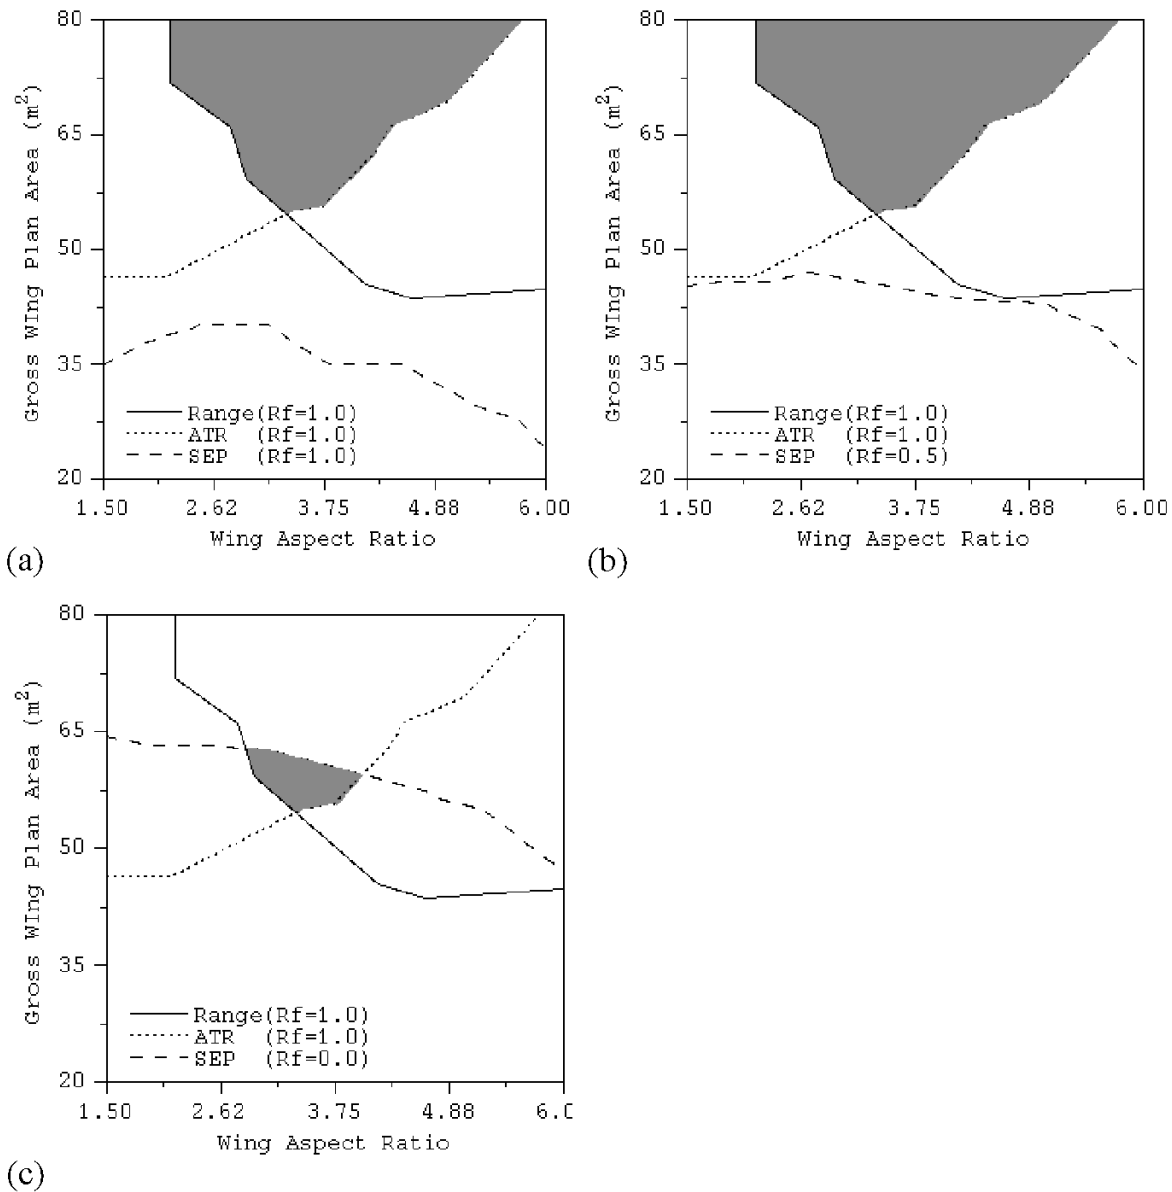 80
65
50
35
20
Gross WIng Plan Area (m²)
Range(Rf=1.0)
ATR (Rf=1.0)
SEP (Rf=1.0)
1.50 2.62 3.75 4.88 6.00
Wing Aspect Ratio
(a)
80
65
50
35
20
Gross WIng Plan Area (m²)
Range(Rf=1.0)
ATR (Rf=1.0)
SEP (Rf=0.5)
1.50 2.62 3.75 4.88 6.00
Wing Aspect Ratio
(b)
80
65
50
35
20
Gross WIng Plan Area (m²)
Range(Rf=1.0)
ATR (Rf=1.0)
SEP (Rf=0.0)
1.50 2.62 3.75 4.88 6.0
Wing Aspect Ratio
(c)